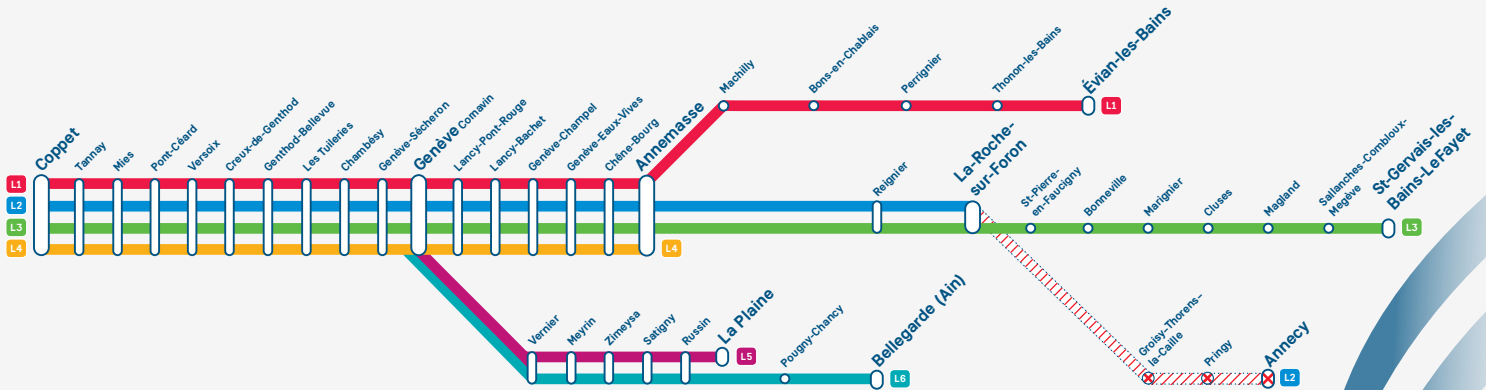 L1
L2
L3
L4
Coppet
Tannay
Mies
Pont-Céard
Versoix
Creux-de-Genthod
Genthod-Bellevue
Les Tuileries
Chambésy
Genève-Sécheron
Genève Cornavin
Lancy-Pont-Rouge
Lancy-Bachet
Genève-Champel
Genève-Eaux-Vives
Chêne-Bourg
Annemasse
L4
Machilly
Bons-en-Chablais
Perrignier
Thonon-les-Bains
Évian-les-Bains
L1
Reignier
La-Roche-
sur-Foron
St-Pierre-
en-Faucigny
Bonneville
Marignier
Cluses
Magland
Sallanches-Combloux-
Megève
St-Gervais-les-
Bains-Le Fayet
L3
Vernier
Meyrin
Zimeysa
Satigny
Russin
La Plaine
L5
Pougny-Chancy
Bellegarde (Ain)
L6
Groisy-Thorens-
la-Caille
Pringy
Annecy
L2